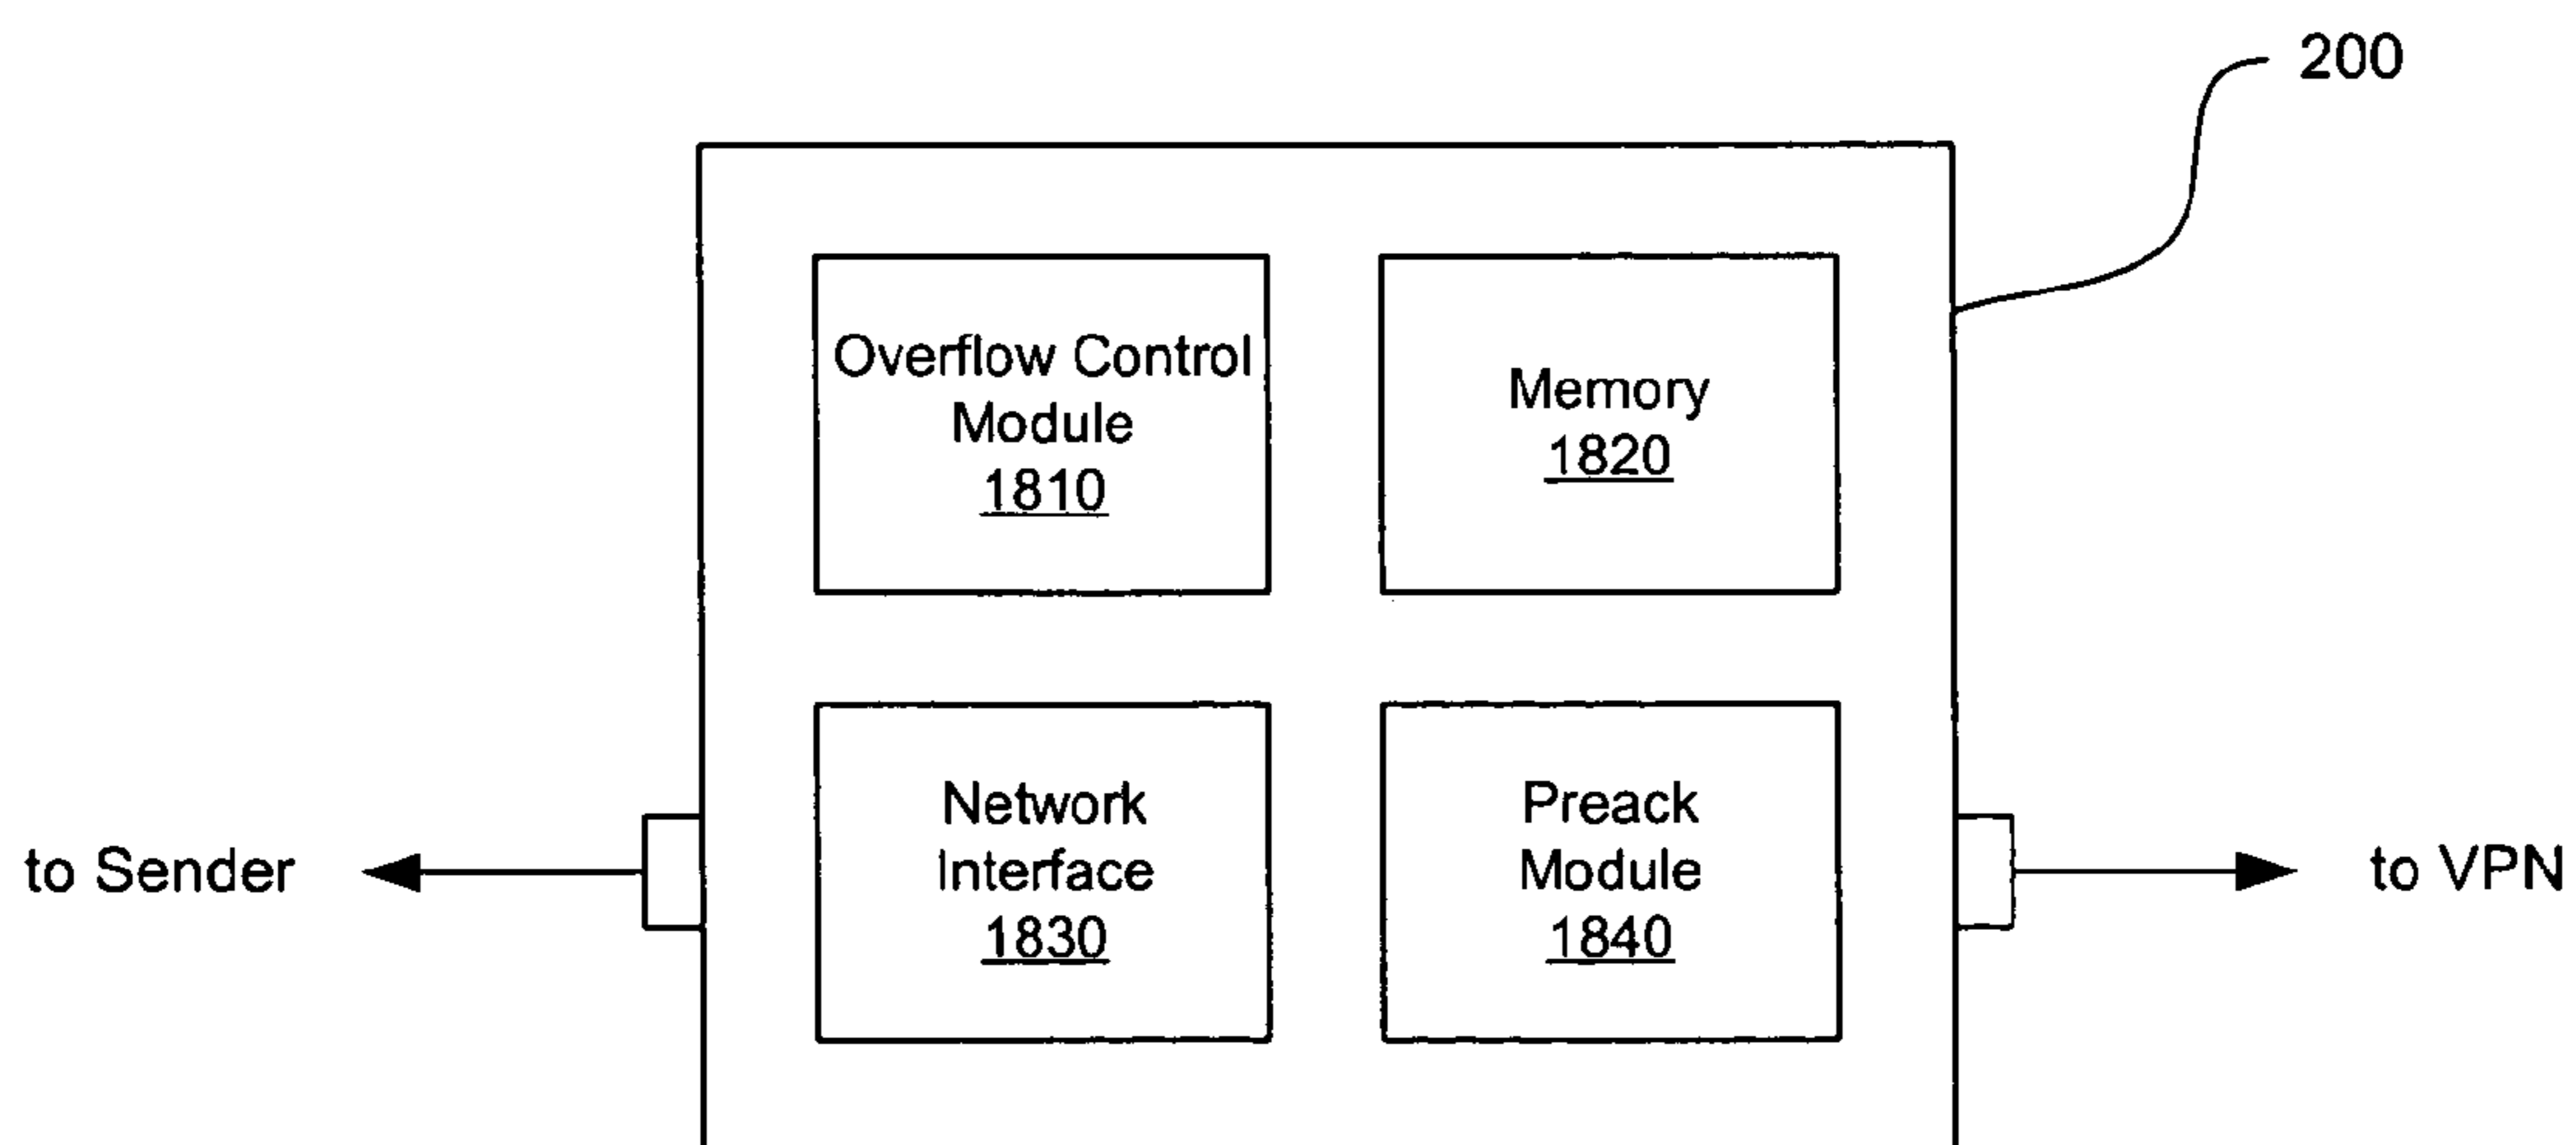 200
Overflow Control
Module
1810
Memory
1820
Network
Interface
1830
Preack
Module
1840
to Sender
to VPN